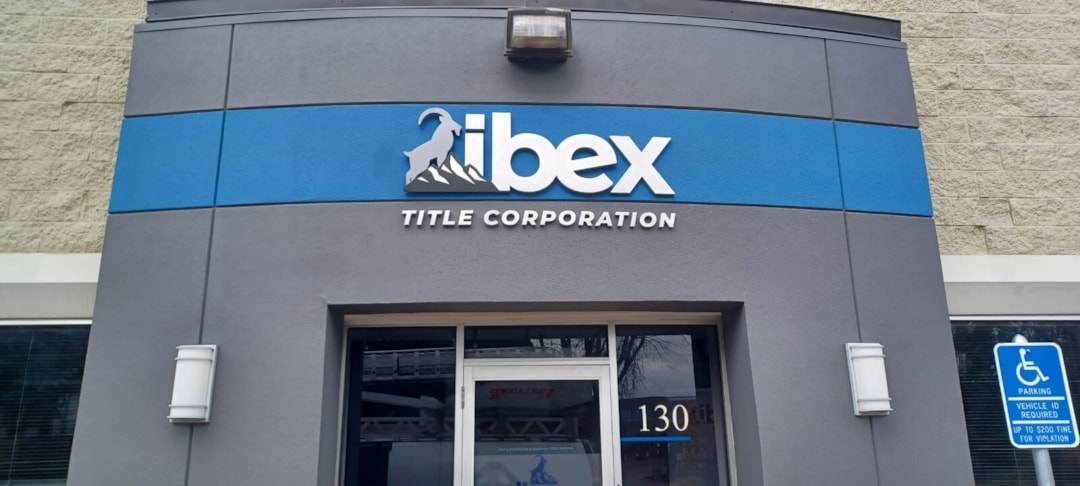 ibex
TITLE CORPORATION
130
PARKING
VEHICLE ID
REQUIRED
UP TO $200 FINE
FOR VIOLATION